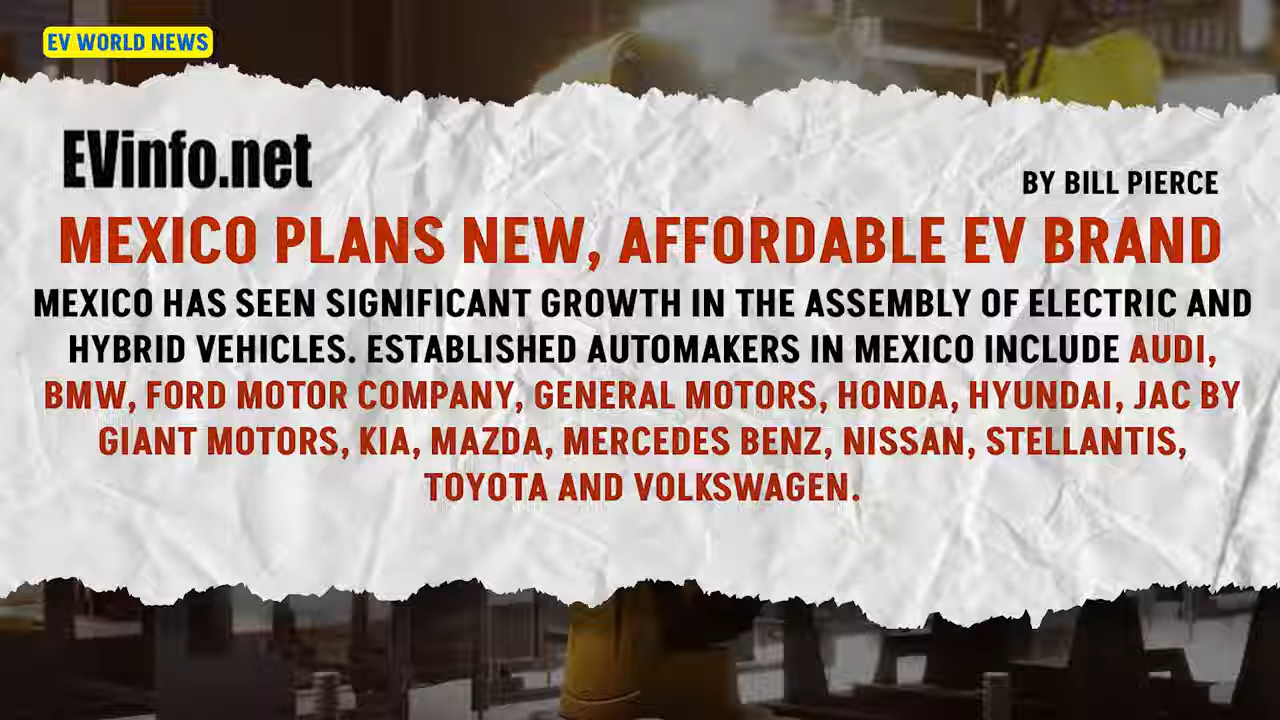 EV WORLD NEWS
EVinfo.net
BY BILL PIERCE
MEXICO PLANS NEW, AFFORDABLE EV BRAND
MEXICO HAS SEEN SIGNIFICANT GROWTH IN THE ASSEMBLY OF ELECTRIC AND
HYBRID VEHICLES. ESTABLISHED AUTOMAKERS IN MEXICO INCLUDE AUDI,
BMW, FORD MOTOR COMPANY, GENERAL MOTORS, HONDA, HYUNDAI, JAC BY
GIANT MOTORS, KIA, MAZDA, MERCEDES BENZ, NISSAN, STELLANTIS,
TOYOTA AND VOLKSWAGEN.